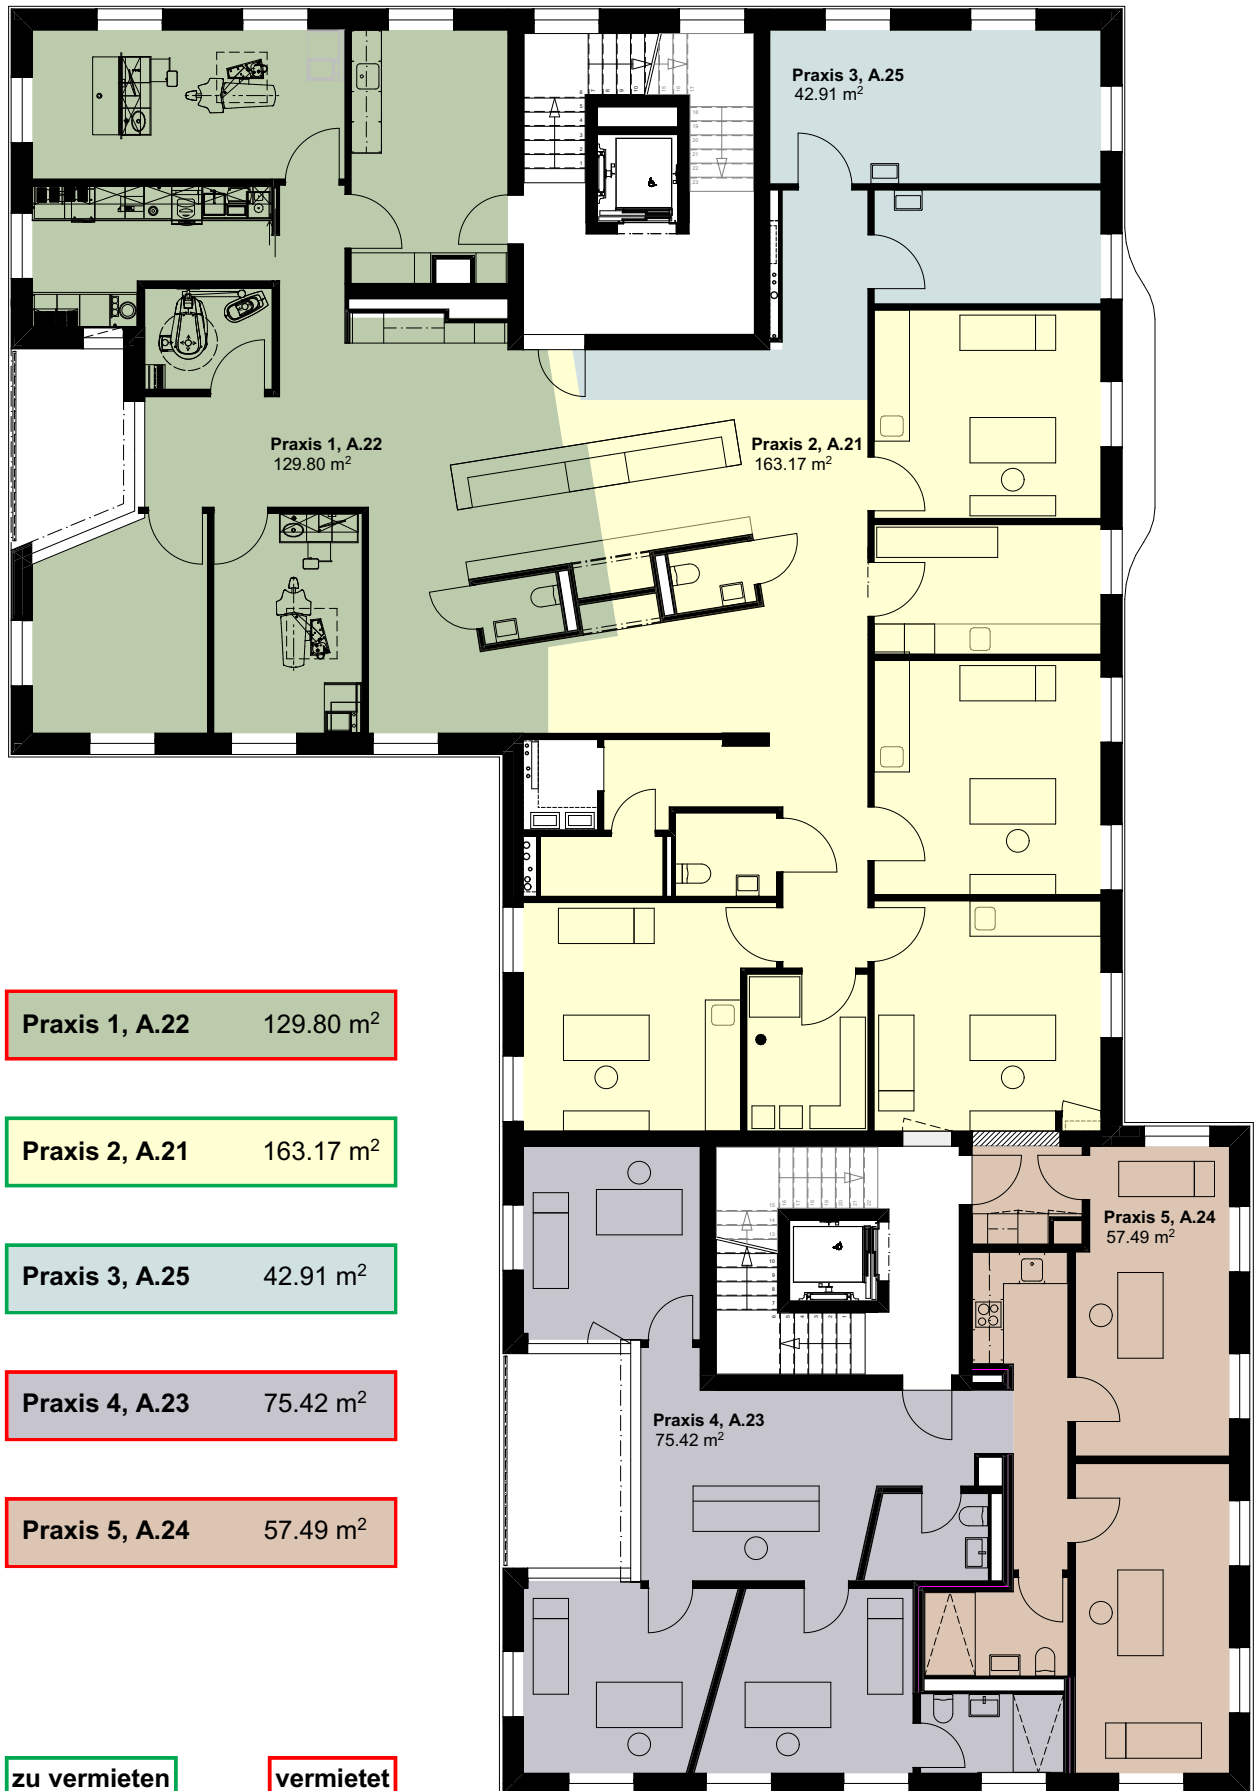 Praxis 3, A.25
42.91 m²
Praxis 1, A.22
129.80 m²
Praxis 2, A.21
163.17 m²
Praxis 1, A.22 129.80 m²
Praxis 2, A.21 163.17 m²
Praxis 3, A.25 42.91 m²
Praxis 4, A.23 75.42 m²
Praxis 5, A.24 57.49 m²
Praxis 5, A.24
57.49 m²
Praxis 4, A.23
75.42 m²
zu vermieten vermietet